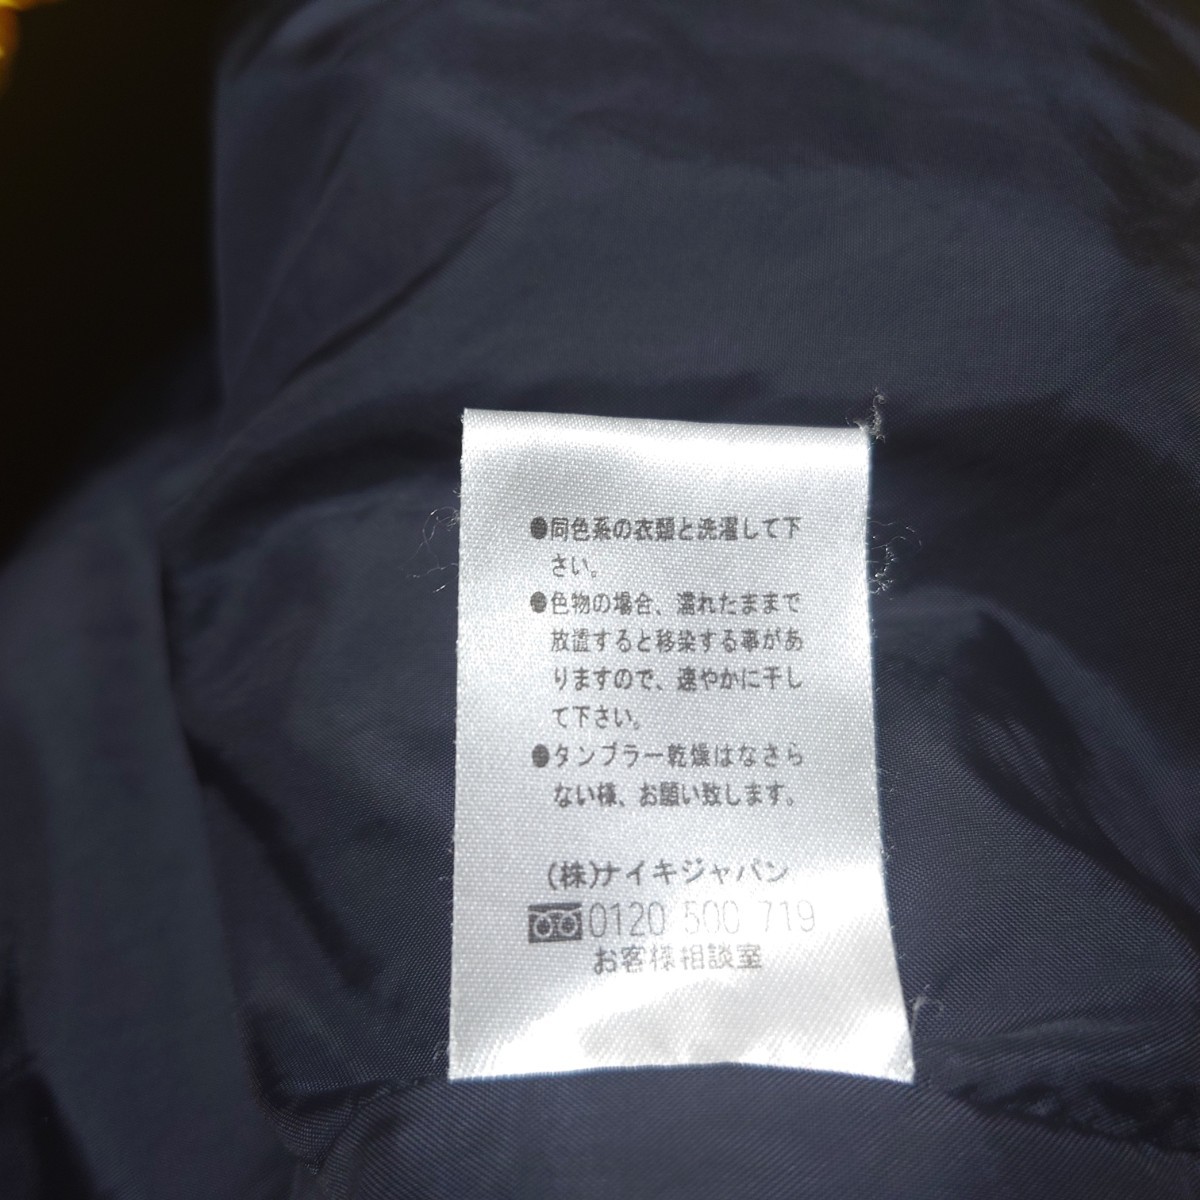 ●同色系の衣類と洗濯して下
さい。
●色物の場合、濡れたままで
放置すると移染する事があ
りますので、速やかに干し
て下さい。
●タンブラー乾燥はなさら
ない様、お願い致します。
(株)ナイキジャパン
0120 500 719
お客様相談室